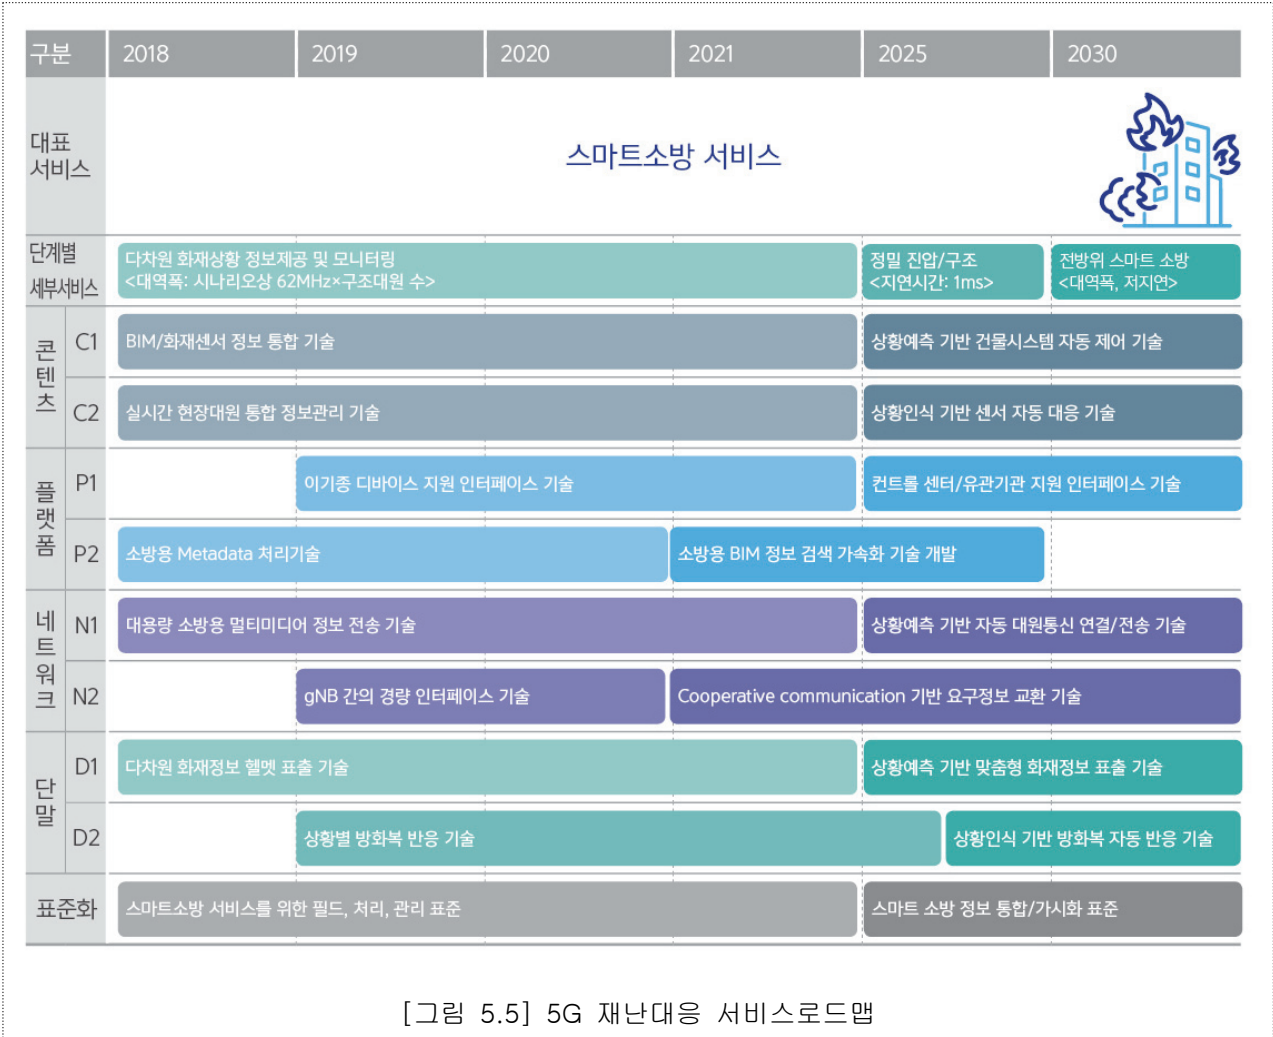 구분 2018 2019 2020 2021 2025 2030
대표
서비스
스마트소방 서비스
단계별
세부서비스
다차원 화재상황 정보제공 및 모니터링
<대역폭: 시나리오상 62MHz×구조대원 수>
정밀 진압/구조
<지연시간: 1ms>
전방위 스마트 소방
<대역폭, 저지연>
콘텐츠
C1
BIM/화재센서 정보 통합 기술
상황예측 기반 건물시스템 자동 제어 기술
C2
실시간 현장대원 통합 정보관리 기술
상황인식 기반 센서 자동 대응 기술
플랫폼
P1
이기종 디바이스 지원 인터페이스 기술
컨트롤 센터/유관기관 지원 인터페이스 기술
P2
소방용 Metadata 처리기술
소방용 BIM 정보 검색 가속화 기술 개발
네트워크
N1
대용량 소방용 멀티미디어 정보 전송 기술
상황예측 기반 자동 대원통신 연결/전송 기술
N2
gNB 간의 경량 인터페이스 기술
Cooperative communication 기반 요구정보 교환 기술
단말
D1
다차원 화재정보 헬멧 표출 기술
상황예측 기반 맞춤형 화재정보 표출 기술
D2
상황별 방화복 반응 기술
상황인식 기반 방화복 자동 반응 기술
표준화
스마트소방 서비스를 위한 필드, 처리, 관리 표준
스마트 소방 정보 통합/가시화 표준
[그림 5.5] 5G 재난대응 서비스로드맵